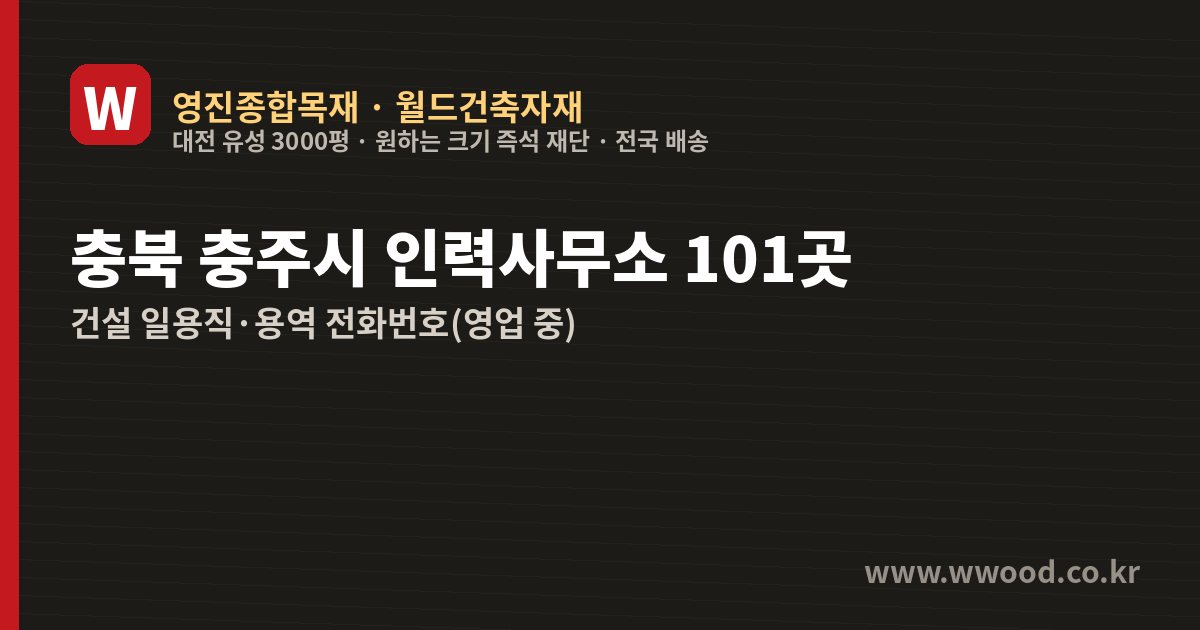 W
영진종합목재 · 월드건축자재
대전 유성 3000평 · 원하는 크기 즉석 재단 · 전국 배송
충북 충주시 인력사무소 101곳
건설 일용직·용역 전화번호(영업 중)
www.wwood.co.kr